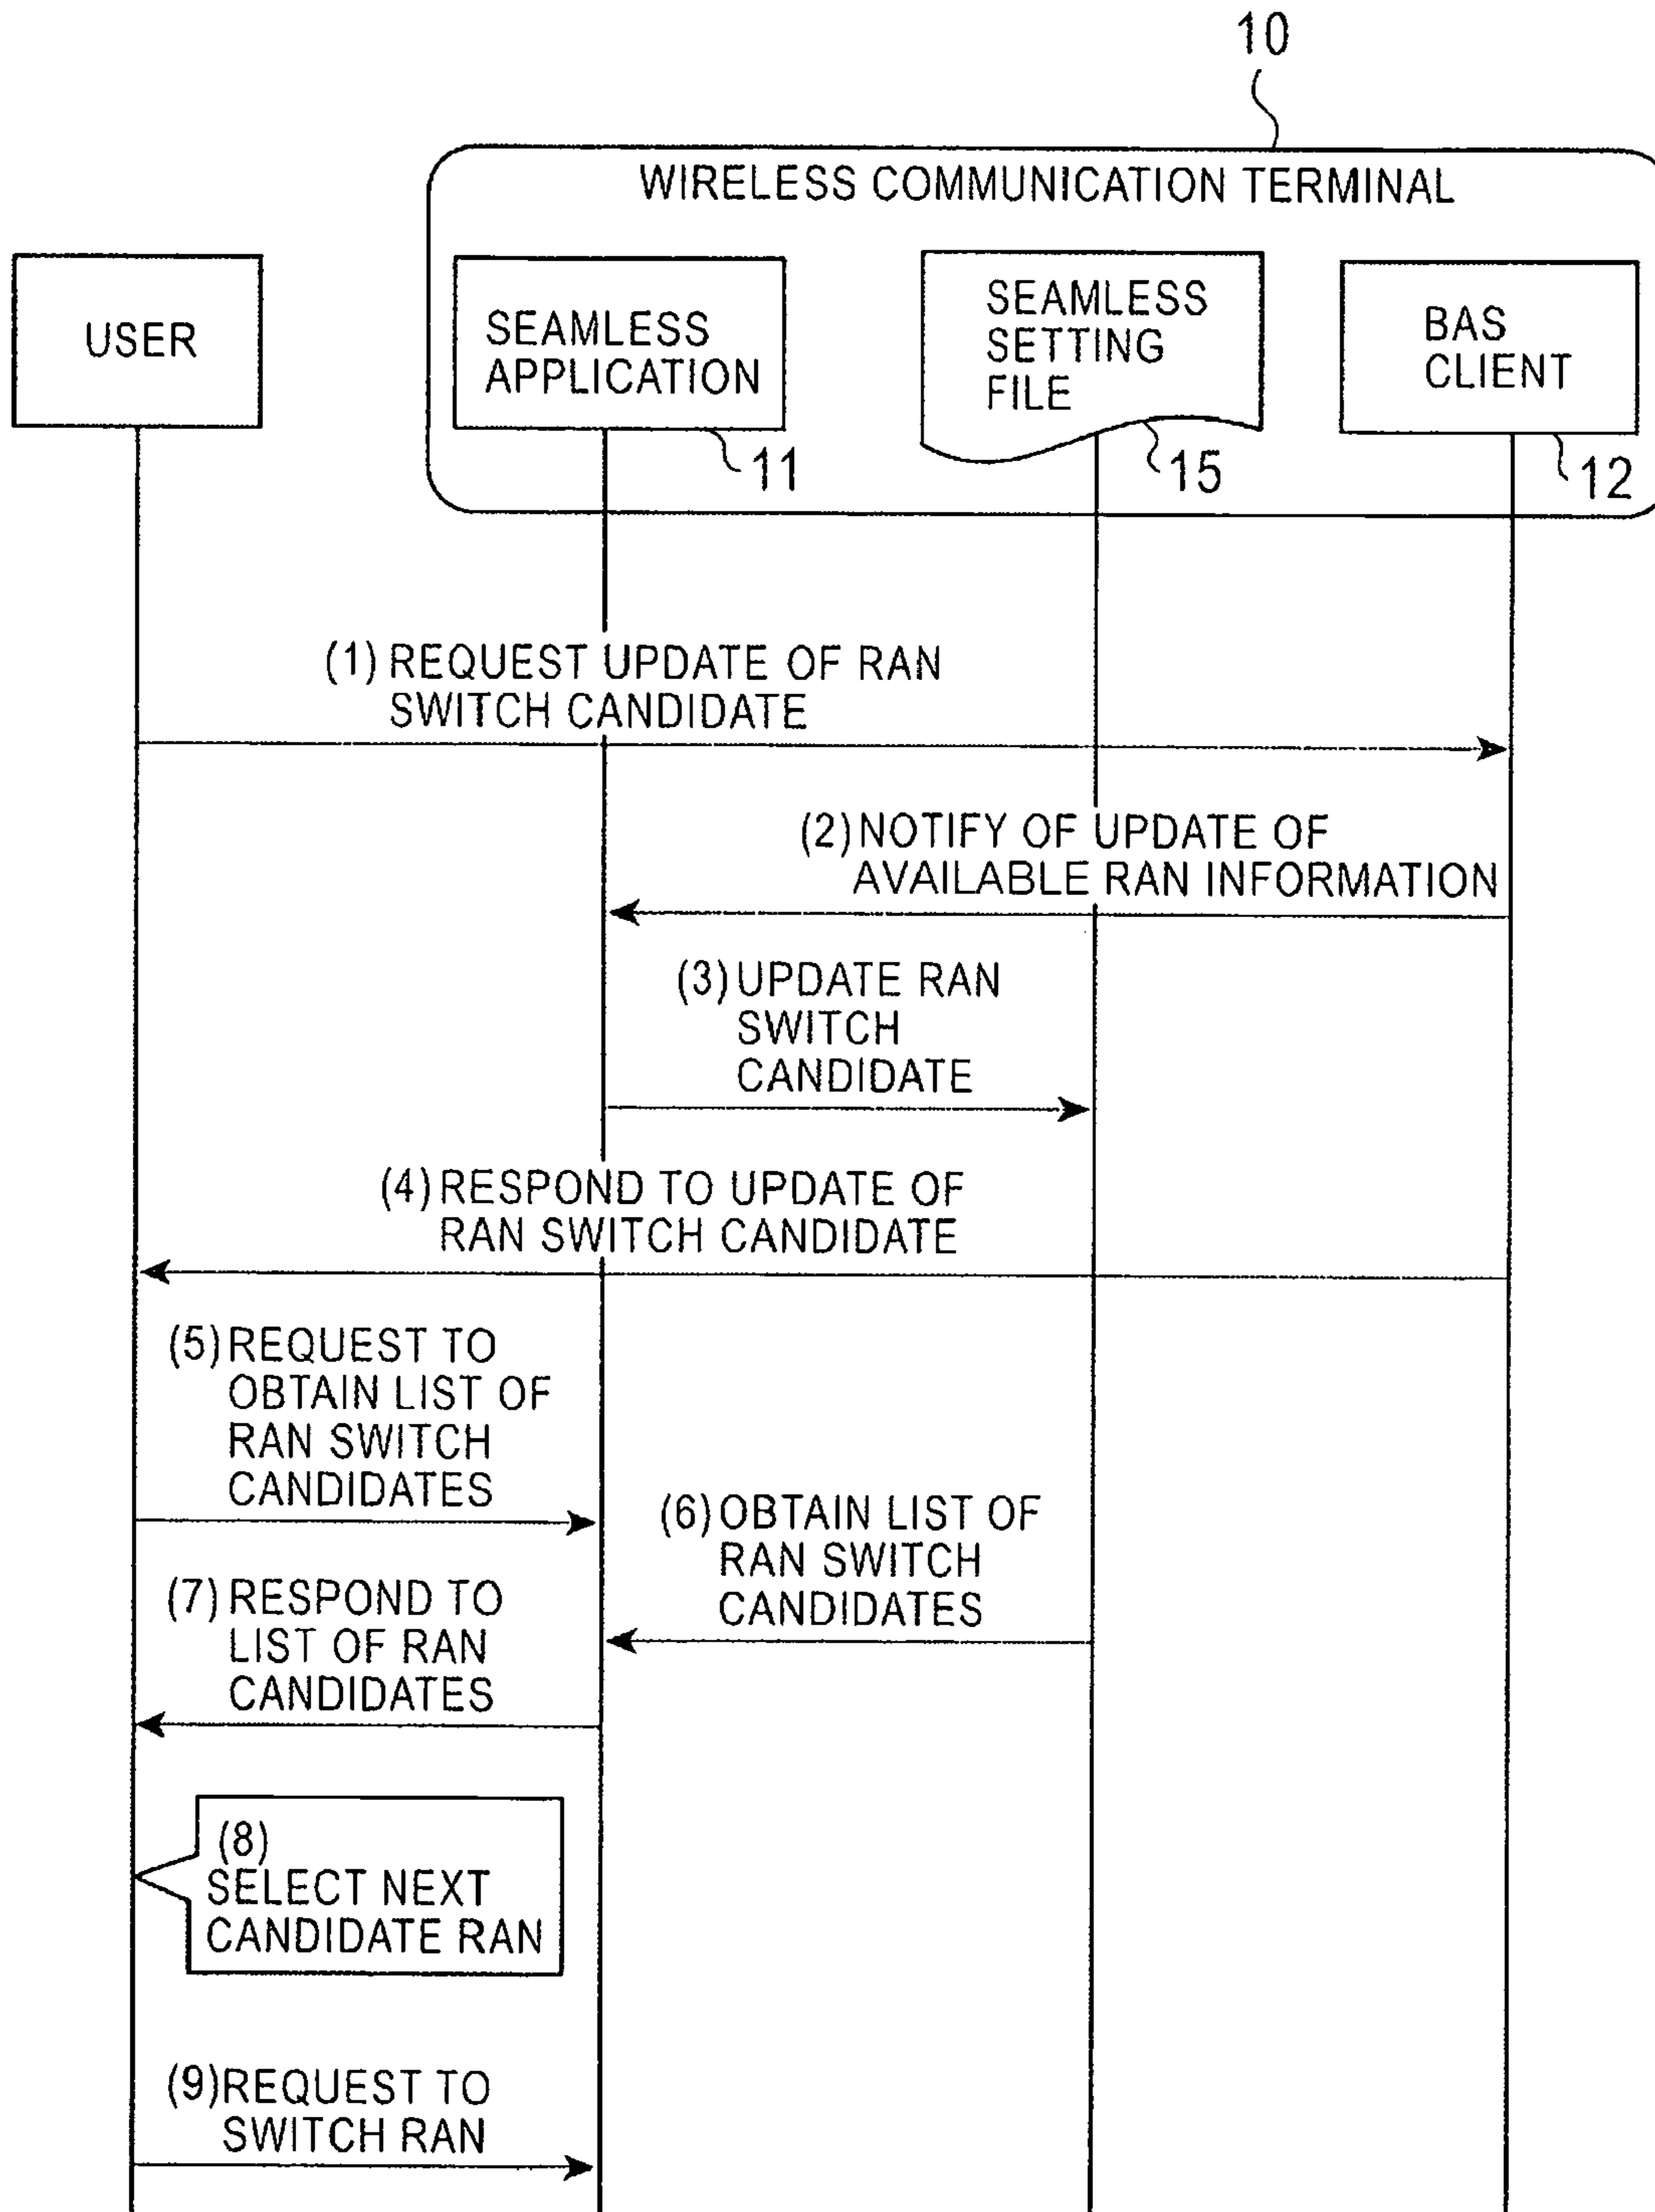 10
WIRELESS COMMUNICATION TERMINAL
USER
SEAMLESS
APPLICATION
11
SEAMLESS
SETTING
FILE
15
BAS
CLIENT
12
(1) REQUEST UPDATE OF RAN
SWITCH CANDIDATE
(2) NOTIFY OF UPDATE OF
AVAILABLE RAN INFORMATION
(3) UPDATE RAN
SWITCH
CANDIDATE
(4) RESPOND TO UPDATE OF
RAN SWITCH CANDIDATE
(5) REQUEST TO
OBTAIN LIST OF
RAN SWITCH
CANDIDATES
(6) OBTAIN LIST OF
RAN SWITCH
CANDIDATES
(7) RESPOND TO
LIST OF RAN
CANDIDATES
(8)
SELECT NEXT
CANDIDATE RAN
(9) REQUEST TO
SWITCH RAN